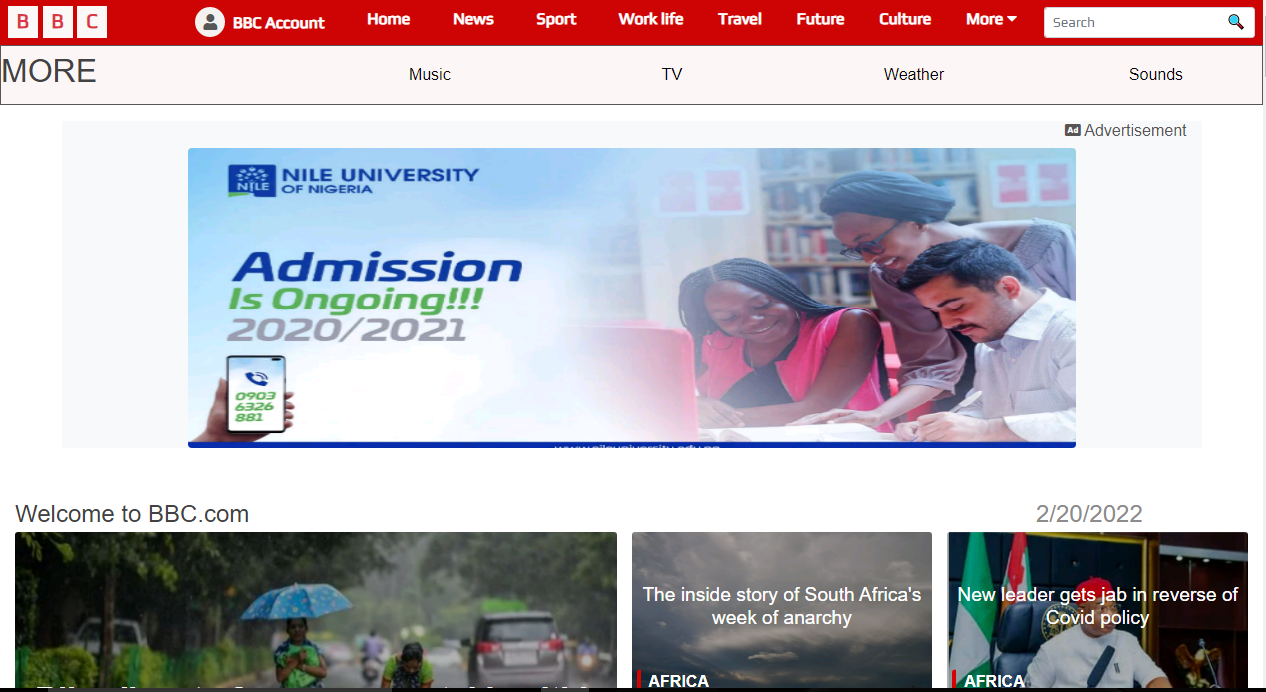 B B C
BBC Account
Home
News
Sport
Work life
Travel
Future
Culture
More
Search
MORE
Music
TV
Weather
Sounds
Ad Advertisement
NILE
NILE UNIVERSITY
OF NIGERIA
Admission
Is Ongoing!!!
2020/2021
0903
6326
881
Welcome to BBC.com
2/20/2022
The inside story of South Africa's
week of anarchy
AFRICA
New leader gets jab in reverse of
Covid policy
AFRICA